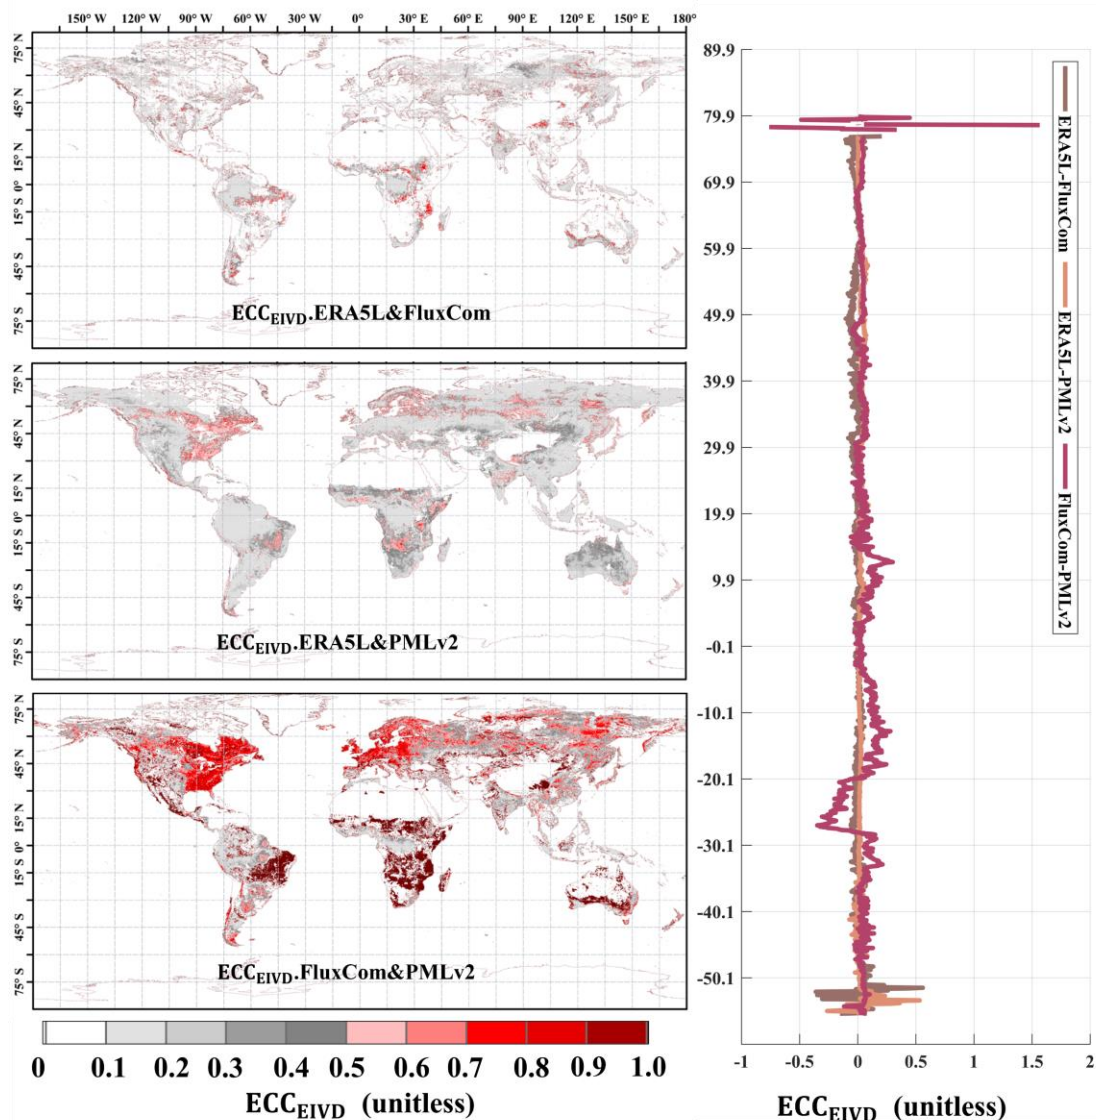 150° W 120° W 90° W 60° W 30° W 0° 30° E 60° E 90° E 120° E 150° E 180°
75° N
45° N
15° N
0°
15° S
45° S
75° S
ECC_EIVD.ERA5L&FluxCom
75° N
45° N
15° N
0°
15° S
45° S
75° S
ECC_EIVD.ERA5L&PMLv2
75° N
45° N
15° N
0°
15° S
45° S
75° S
ECC_EIVD.FluxCom&PMLv2
0 0.1 0.2 0.3 0.4 0.5 0.6 0.7 0.8 0.9 1.0
ECC_EIVD (unitless)
89.9
79.9
69.9
59.9
49.9
39.9
29.9
19.9
9.9
-0.1
-10.1
-20.1
-30.1
-40.1
-50.1
-1 -0.5 0 0.5 1 1.5 2
ECC_EIVD (unitless)
ERA5L-FluxCom
ERA5L-PMLv2
FluxCom-PMLv2